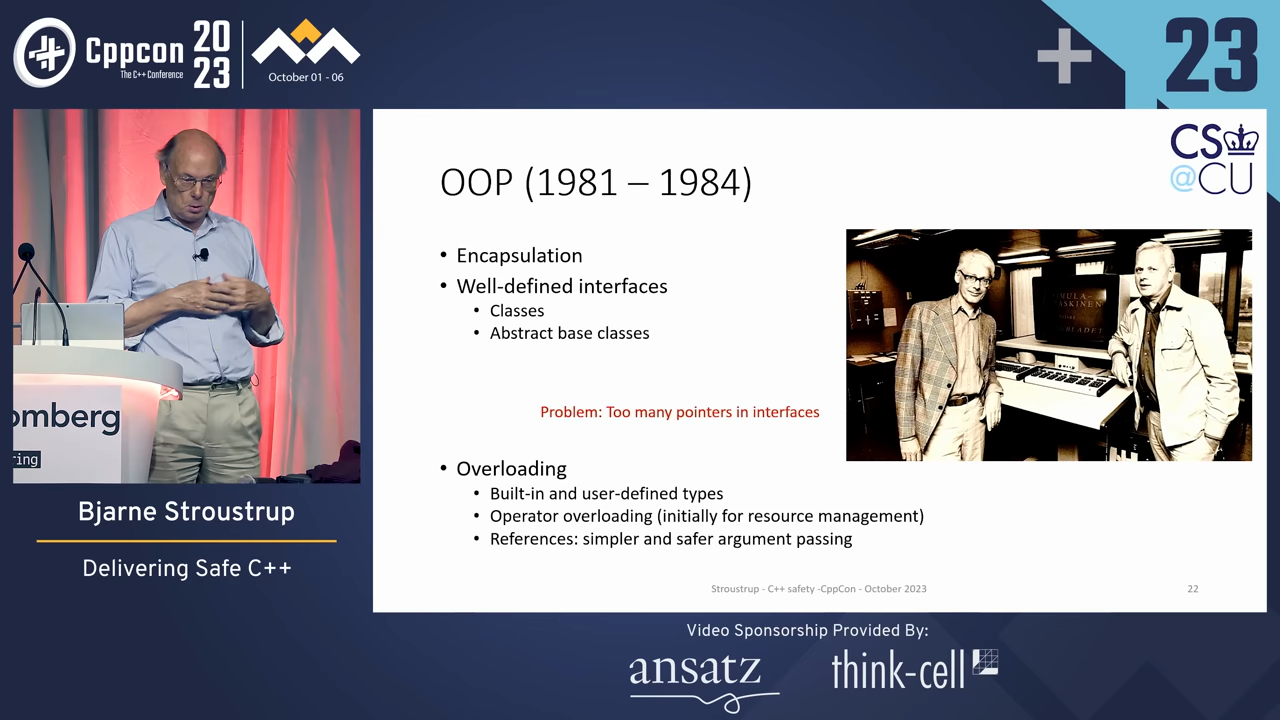 Cppcon
The C++ Conference
20
23
October 01 - 06
+ 23
CS
@CU
OOP (1981 – 1984)
• Encapsulation
• Well-defined interfaces
• Classes
• Abstract base classes
Problem: Too many pointers in interfaces
• Overloading
• Built-in and user-defined types
• Operator overloading (initially for resource management)
• References: simpler and safer argument passing
Stroustrup - C++ safety -CppCon - October 2023
22
omberg
ring
Bjarne Stroustrup
Delivering Safe C++
Video Sponsorship Provided By:
ansatz
think-cell